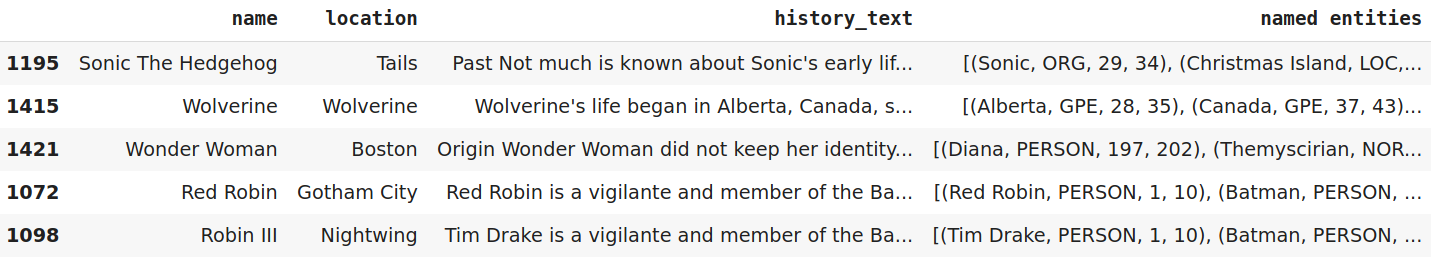 name location history_text named entities
1195 Sonic The Hedgehog Tails Past Not much is known about Sonic's early lif... [(Sonic, ORG, 29, 34), (Christmas Island, LOC,...
1415 Wolverine Wolverine Wolverine's life began in Alberta, Canada, s... [(Alberta, GPE, 28, 35), (Canada, GPE, 37, 43)...
1421 Wonder Woman Boston Origin Wonder Woman did not keep her identity... [(Diana, PERSON, 197, 202), (Themyscirian, NOR...
1072 Red Robin Gotham City Red Robin is a vigilante and member of the Ba... [(Red Robin, PERSON, 1, 10), (Batman, PERSON, ...
1098 Robin III Nightwing Tim Drake is a vigilante and member of the Ba... [(Tim Drake, PERSON, 1, 10), (Batman, PERSON, ...